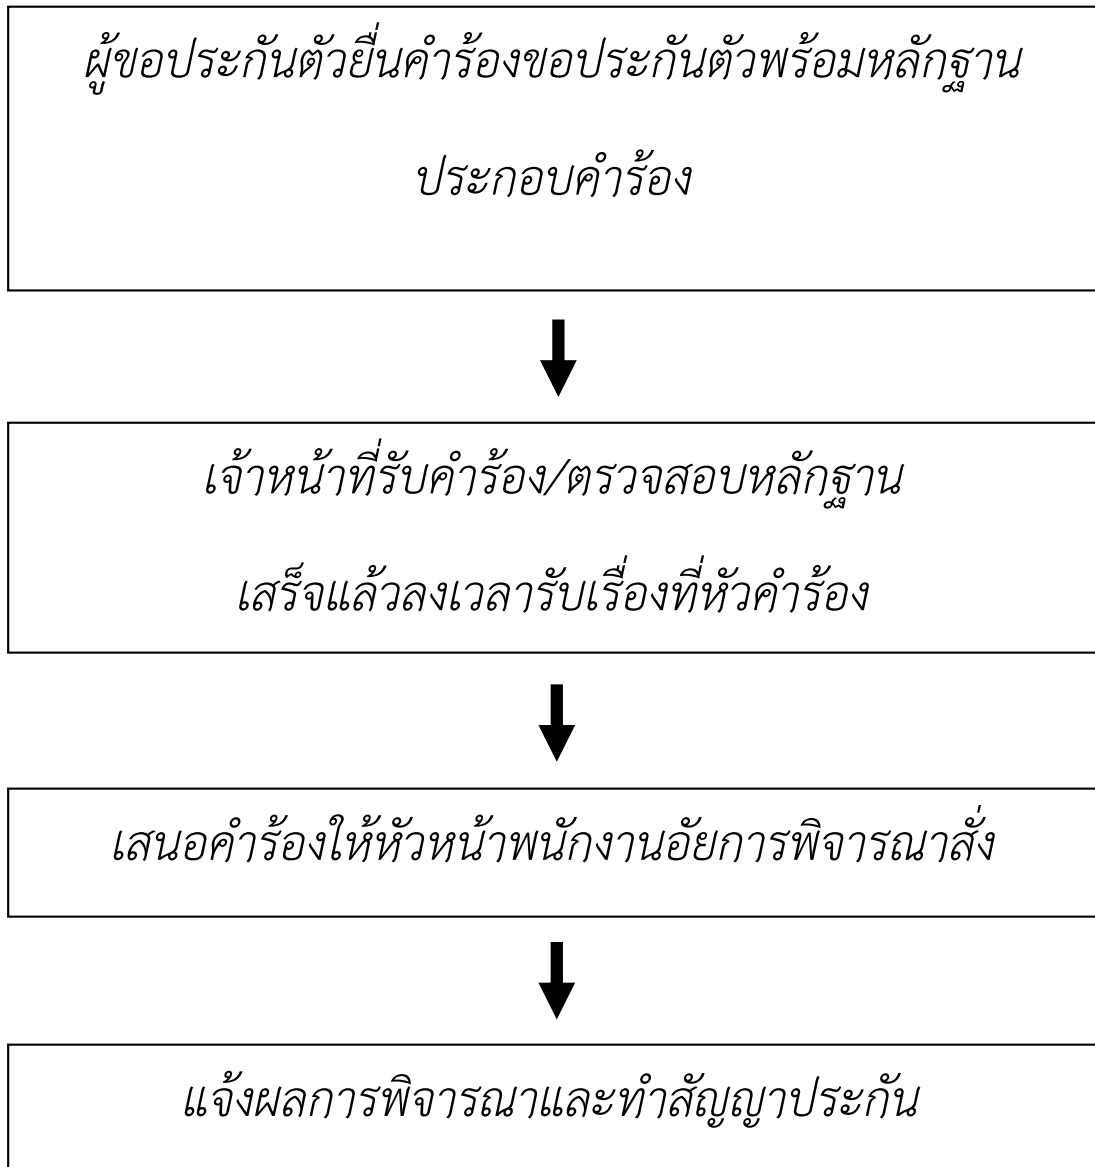 ผู้ขอประกันตัวยื่นคำร้องขอประกันตัวพร้อมหลักฐาน
ประกอบคำร้อง
เจ้าหน้าที่รับคำร้อง/ตรวจสอบหลักฐาน
เสร็จแล้วลงเวลารับเรื่องที่หัวคำร้อง
เสนอคำร้องให้หัวหน้าพนักงานอัยการพิจารณาสั่ง
แจ้งผลการพิจารณาและทำสัญญาประกัน